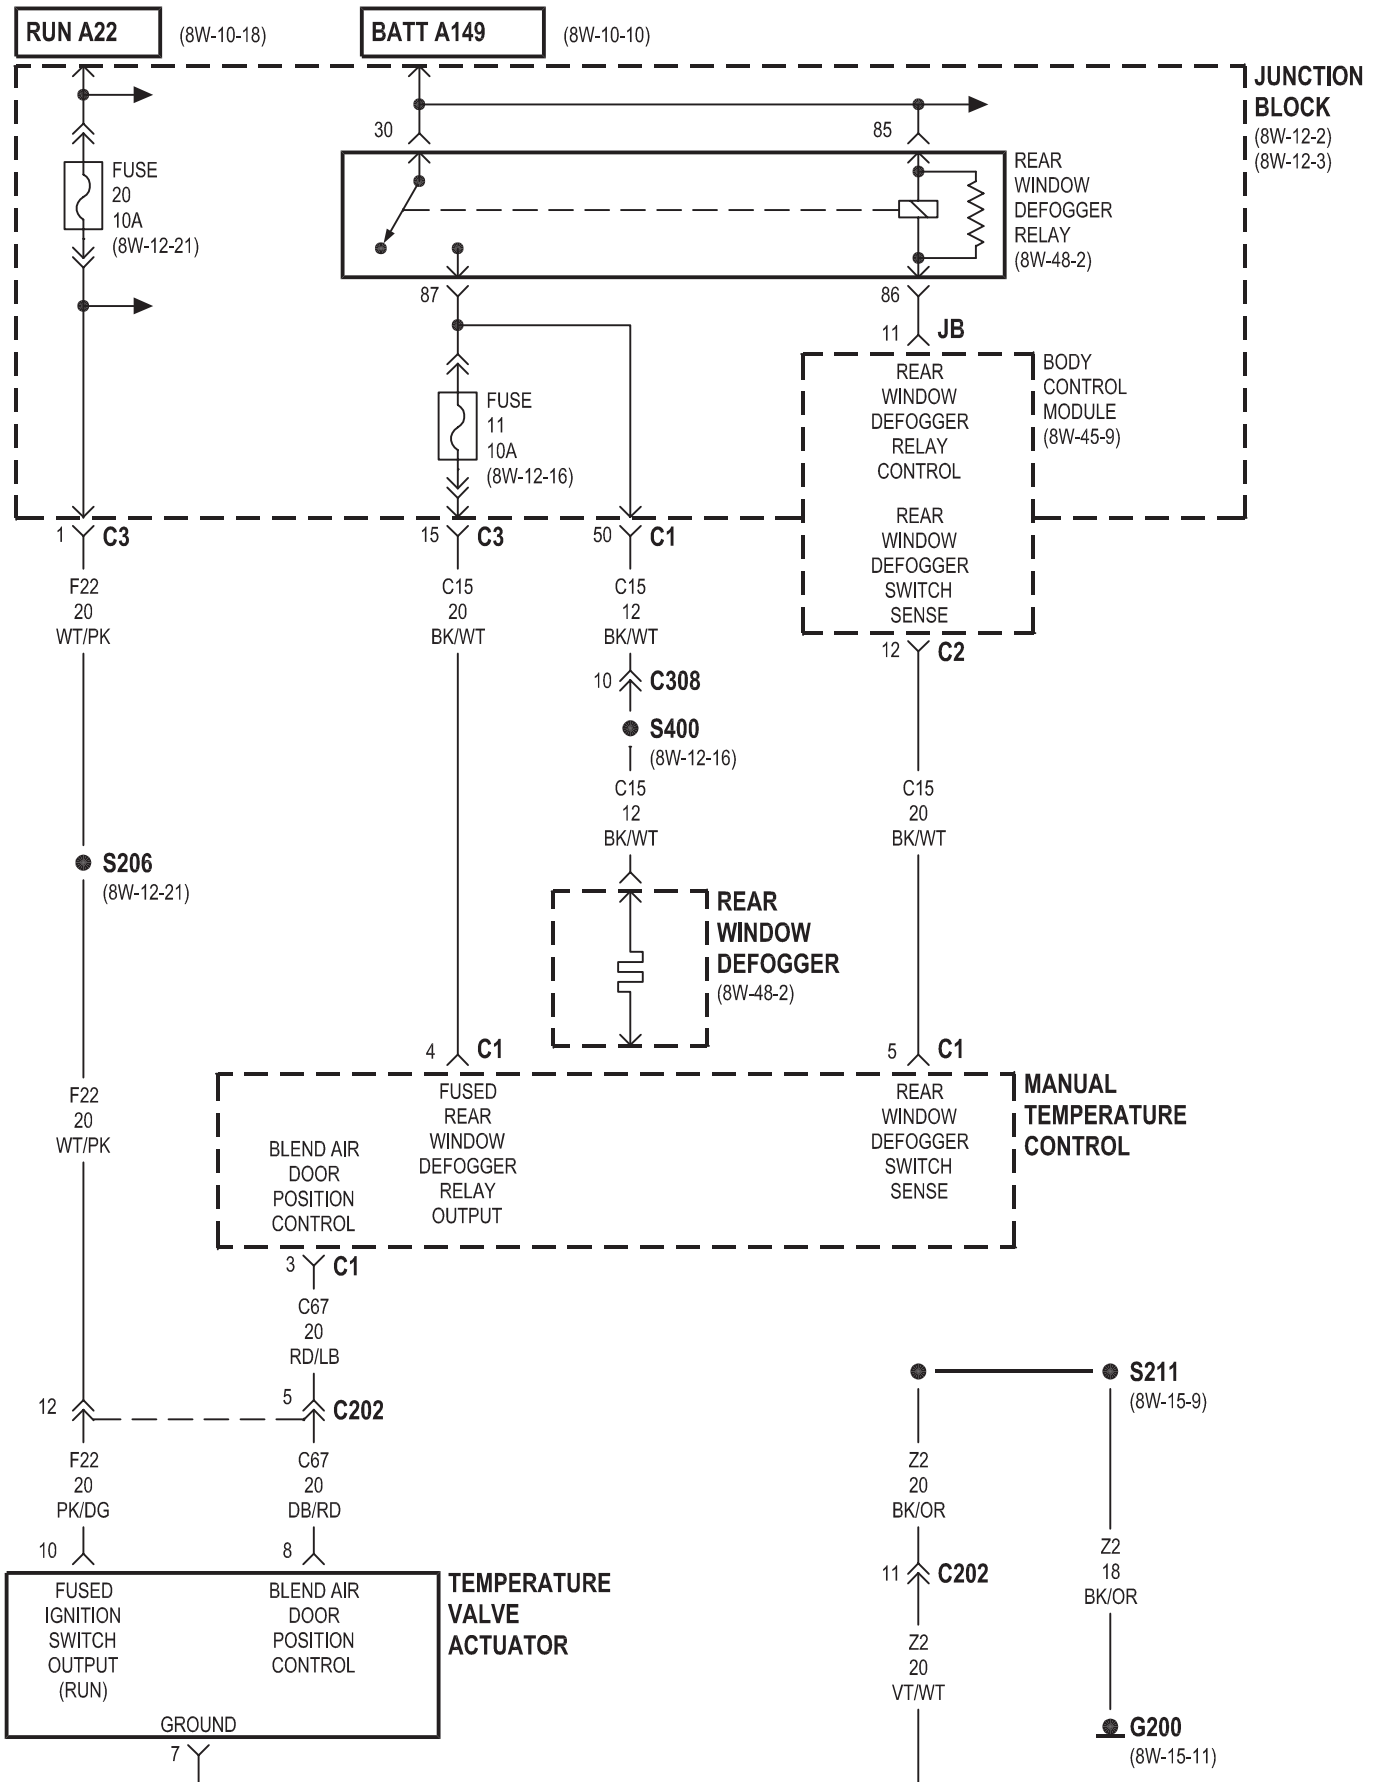 RUN A22
(8W-10-18)
BATT A149
(8W-10-10)
JUNCTION
BLOCK
(8W-12-2)
(8W-12-3)
30
85
FUSE
20
10A
(8W-12-21)
REAR
WINDOW
DEFOGGER
RELAY
(8W-48-2)
87
86
11
JB
FUSE
11
10A
(8W-12-16)
REAR
WINDOW
DEFOGGER
RELAY
CONTROL
BODY
CONTROL
MODULE
(8W-45-9)
REAR
WINDOW
DEFOGGER
SWITCH
SENSE
1
C3
15
C3
50
C1
F22
20
WT/PK
C15
20
BK/WT
C15
12
BK/WT
12
C2
10
C308
S400
(8W-12-16)
C15
12
BK/WT
C15
20
BK/WT
S206
(8W-12-21)
REAR
WINDOW
DEFOGGER
(8W-48-2)
4
C1
5
C1
F22
20
WT/PK
BLEND AIR
DOOR
POSITION
CONTROL
FUSED
REAR
WINDOW
DEFOGGER
RELAY
OUTPUT
REAR
WINDOW
DEFOGGER
SWITCH
SENSE
MANUAL
TEMPERATURE
CONTROL
3
C1
C67
20
RD/LB
12
5
C202
S211
(8W-15-9)
F22
20
PK/DG
C67
20
DB/RD
Z2
20
BK/OR
10
8
11
C202
Z2
18
BK/OR
FUSED
IGNITION
SWITCH
OUTPUT
(RUN)
BLEND AIR
DOOR
POSITION
CONTROL
TEMPERATURE
VALVE
ACTUATOR
Z2
20
VT/WT
GROUND
7
G200
(8W-15-11)